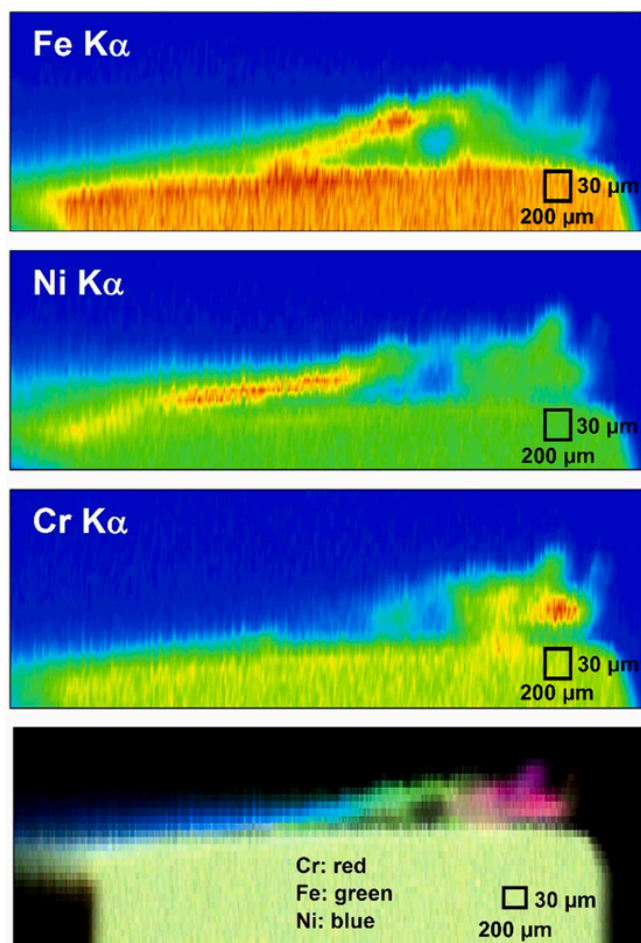 Fe Kα
30 µm
200 µm
Ni Kα
30 µm
200 µm
Cr Kα
30 µm
200 µm
Cr: red
Fe: green
Ni: blue
30 µm
200 µm